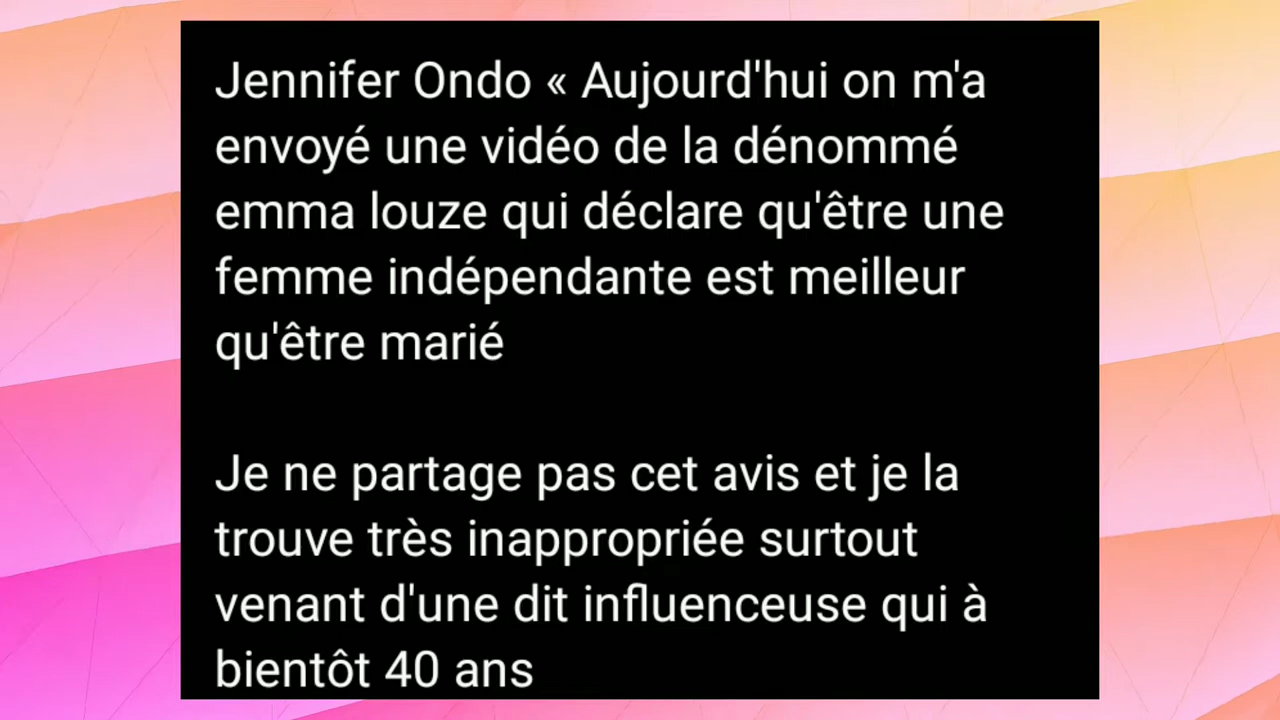 Jennifer Ondo « Aujourd'hui on m'a
envoyé une vidéo de la dénommé
emma louze qui déclare qu'être une
femme indépendante est meilleur
qu'être marié
Je ne partage pas cet avis et je la
trouve très inappropriée surtout
venant d'une dit influenceuse qui à
bientôt 40 ans